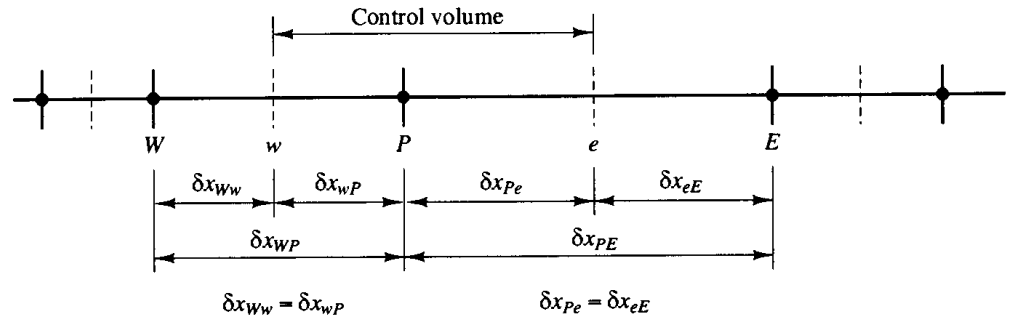 Control volume
W w P e E
δx_Ww δx_wP δx_Pe δx_eE
δx_WP δx_PE
δx_Ww = δx_wP δx_Pe = δx_eE